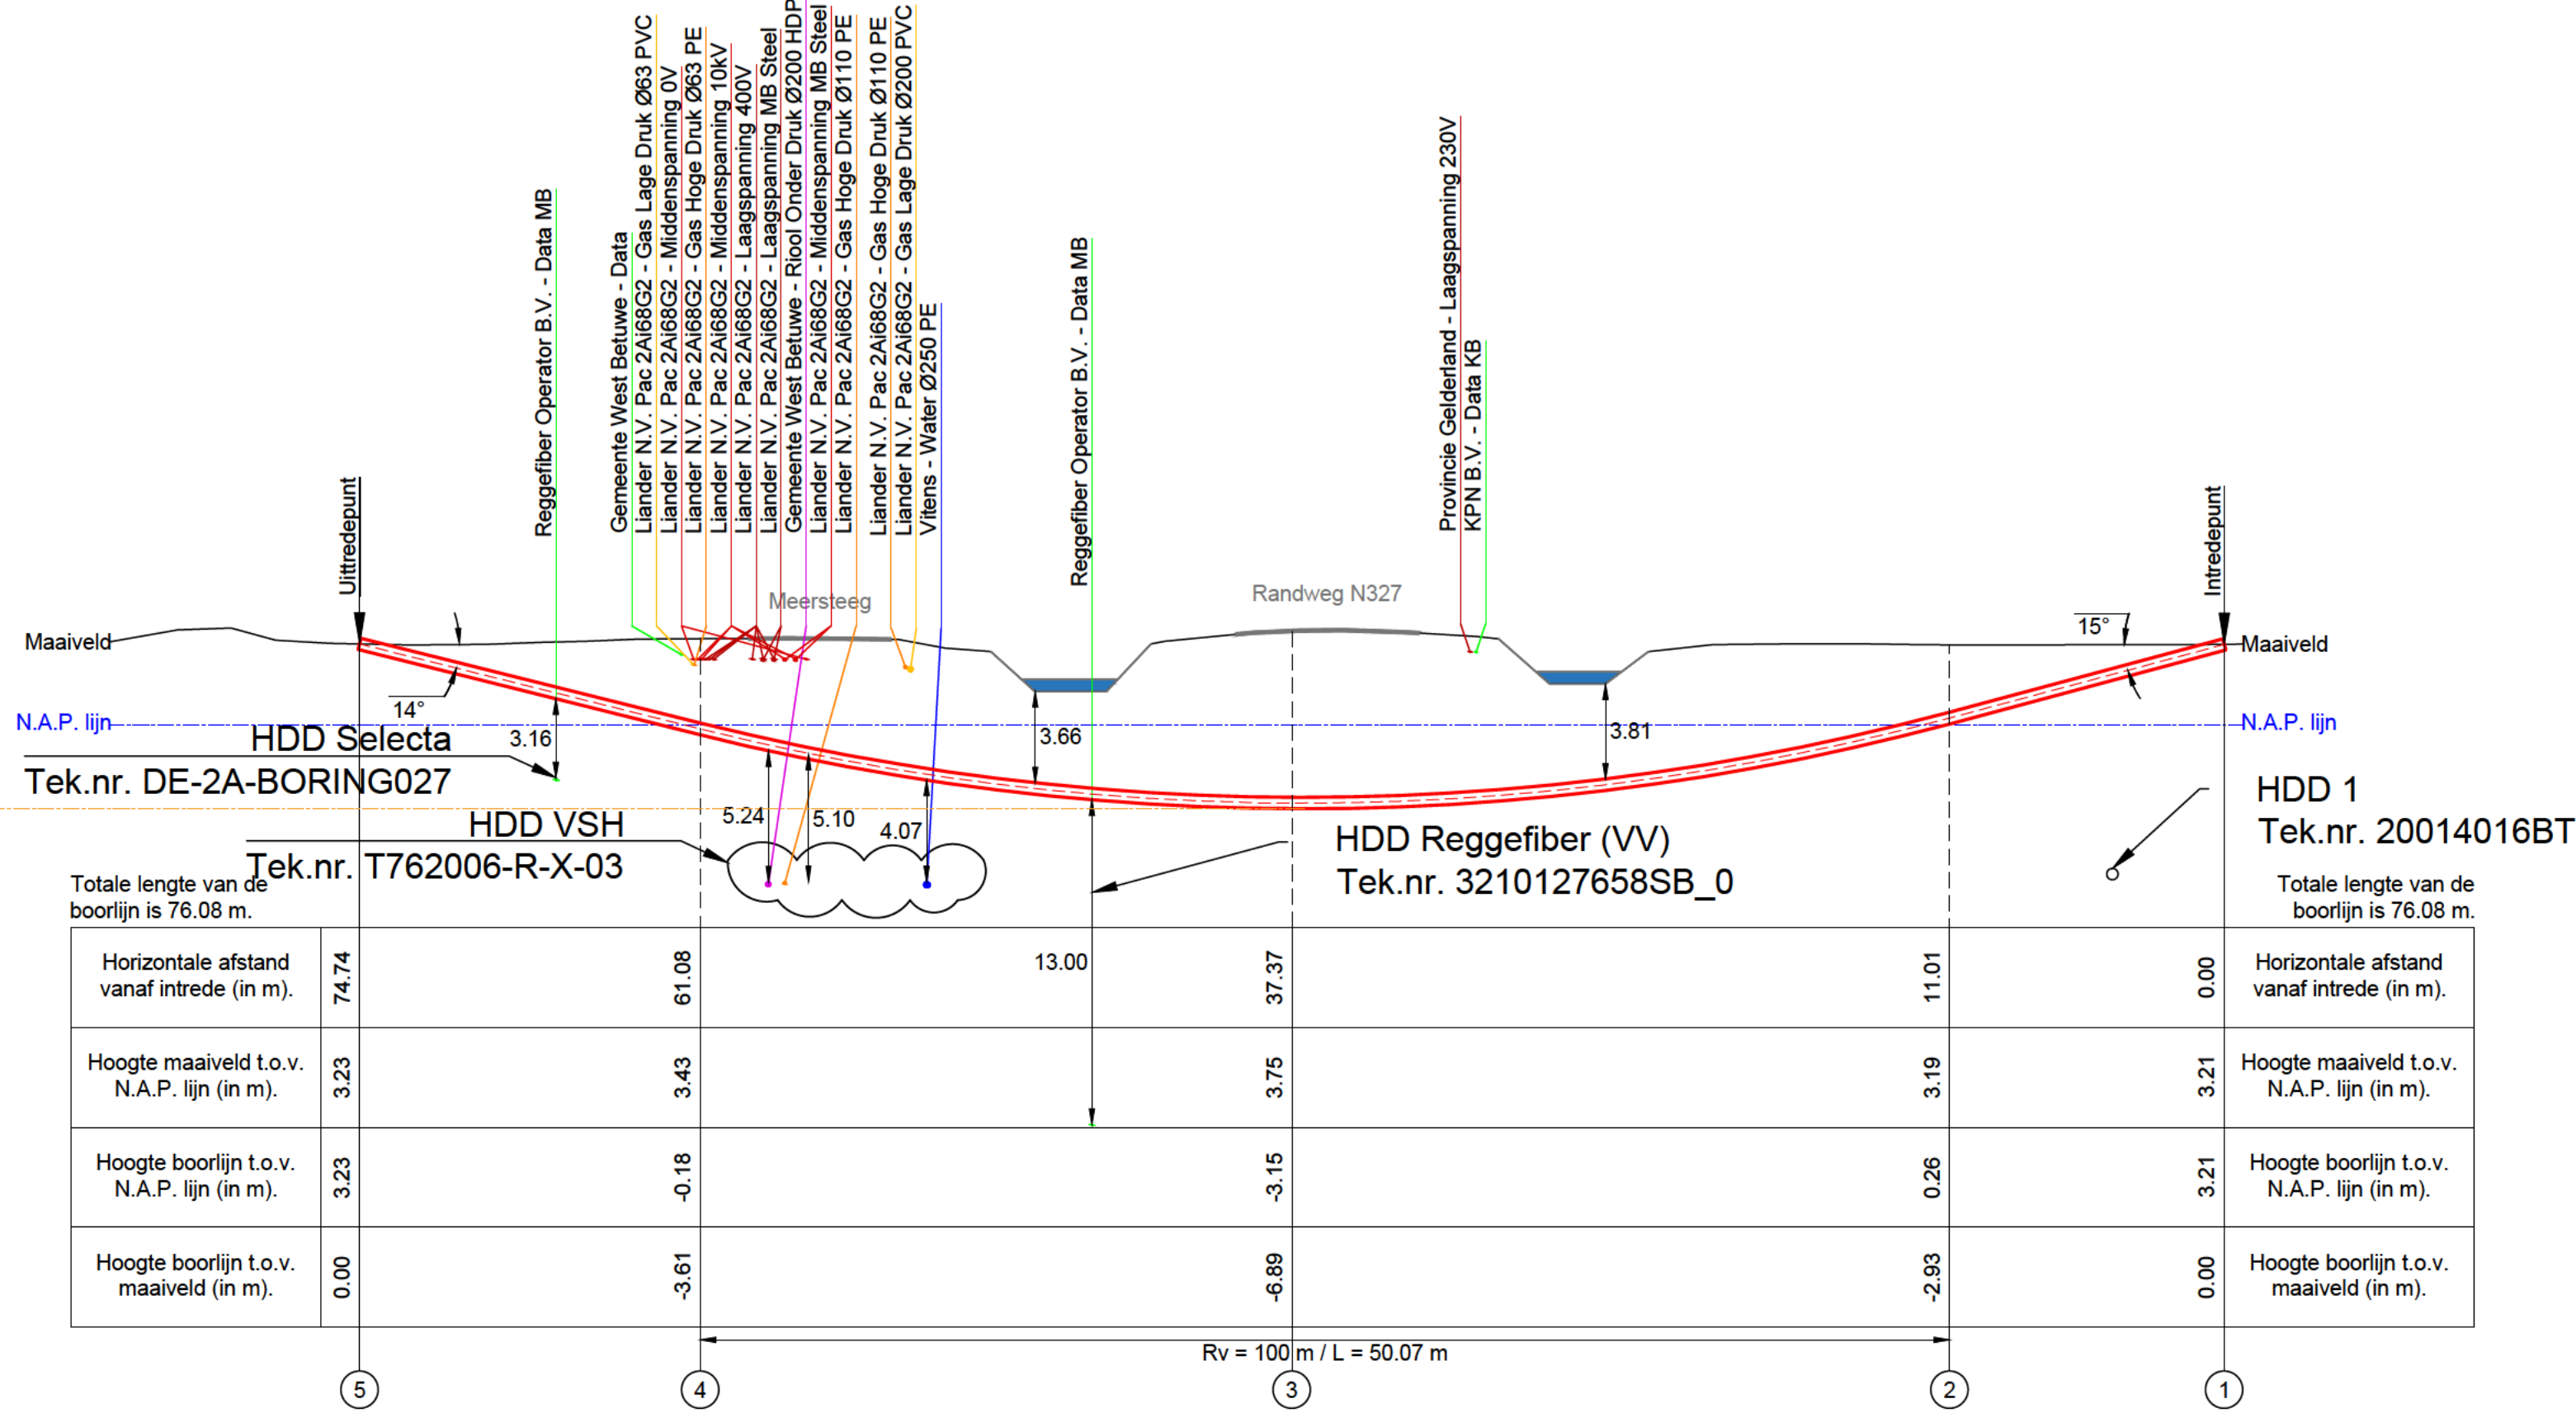 Reggefiber Operator B.V. - Data MB
Gemeente West Betuwe - Data
Liander N.V. Pac 2Ai68G2 - Gas Lage Druk Ø63 PVC
Liander N.V. Pac 2Ai68G2 - Middenspanning 0V
Liander N.V. Pac 2Ai68G2 - Gas Hoge Druk Ø63 PE
Liander N.V. Pac 2Ai68G2 - Middenspanning 10kV
Liander N.V. Pac 2Ai68G2 - Laagspanning 400V
Liander N.V. Pac 2Ai68G2 - Laagspanning MB Steel
Gemeente West Betuwe - Riool Onder Druk Ø200 HDP
Liander N.V. Pac 2Ai68G2 - Middenspanning MB Steel
Liander N.V. Pac 2Ai68G2 - Gas Hoge Druk Ø110 PE
Liander N.V. Pac 2Ai68G2 - Gas Hoge Druk Ø110 PE
Liander N.V. Pac 2Ai68G2 - Gas Lage Druk Ø200 PVC
Vitens - Water Ø250 PE
Reggefiber Operator B.V. - Data MB
Provincie Gelderland - Laagspanning 230V
KPN B.V. - Data KB
Uittredepunt
Intredepunt
Meersteeg
Randweg N327
Maaiveld
15°
Maaiveld
14°
N.A.P. lijn
N.A.P. lijn
HDD Selecta
Tek.nr. DE-2A-BORING027
3.16
3.66
3.81
HDD VSH
Tek.nr. T762006-R-X-03
5.24
5.10
4.07
HDD Reggefiber (VV)
Tek.nr. 3210127658SB_0
HDD 1
Tek.nr. 20014016BT
Totale lengte van de
boorlijn is 76.08 m.
Totale lengte van de
boorlijn is 76.08 m.
Horizontale afstand
vanaf intrede (in m).
74.74
61.08
13.00
37.37
11.01
0.00
Horizontale afstand
vanaf intrede (in m).
Hoogte maaiveld t.o.v.
N.A.P. lijn (in m).
3.23
3.43
3.75
3.19
3.21
Hoogte maaiveld t.o.v.
N.A.P. lijn (in m).
Hoogte boorlijn t.o.v.
N.A.P. lijn (in m).
3.23
-0.18
-3.15
0.26
3.21
Hoogte boorlijn t.o.v.
N.A.P. lijn (in m).
Hoogte boorlijn t.o.v.
maaiveld (in m).
0.00
-3.61
-6.89
-2.93
0.00
Hoogte boorlijn t.o.v.
maaiveld (in m).
Rv = 100 m / L = 50.07 m
5
4
3
2
1